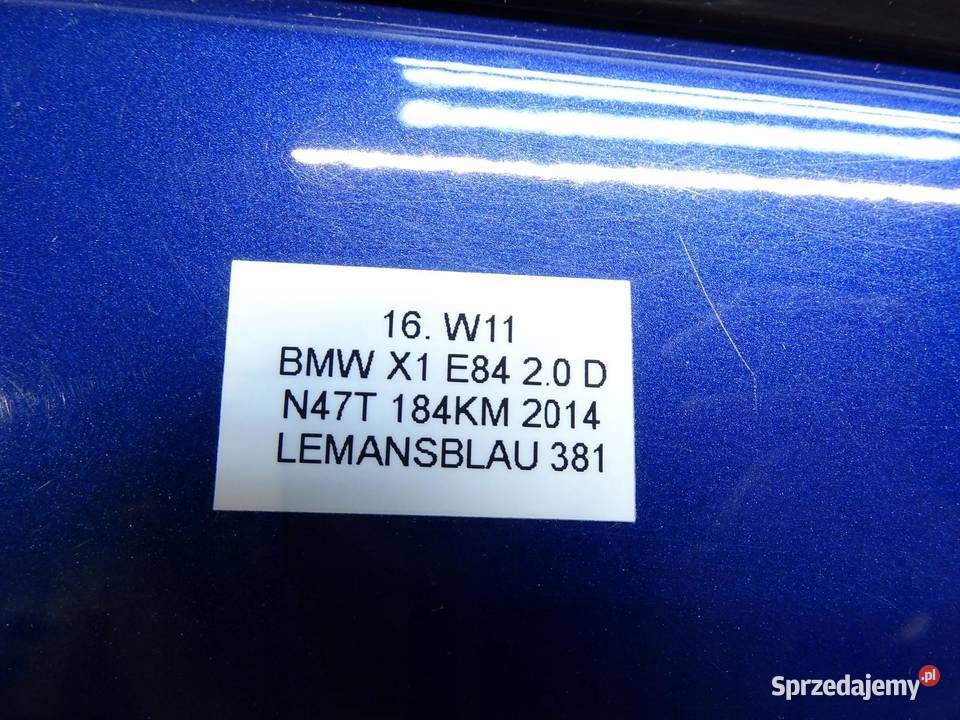 16. W11
BMW X1 E84 2.0 D
N47T 184KM 2014
LEMANSBLAU 381
Sprzedajemy.pl